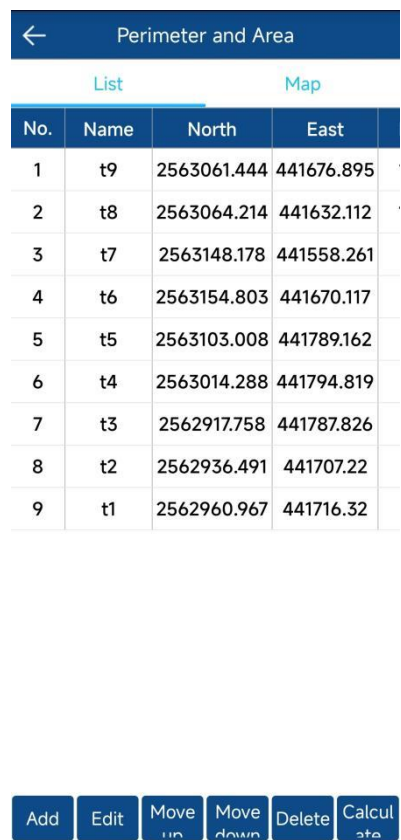 Perimeter and Area
List Map
No. Name North East
1 t9 2563061.444 441676.895
2 t8 2563064.214 441632.112
3 t7 2563148.178 441558.261
4 t6 2563154.803 441670.117
5 t5 2563103.008 441789.162
6 t4 2563014.288 441794.819
7 t3 2562917.758 441787.826
8 t2 2562936.491 441707.22
9 t1 2562960.967 441716.32
Add Edit Move up Move down Delete Calculate